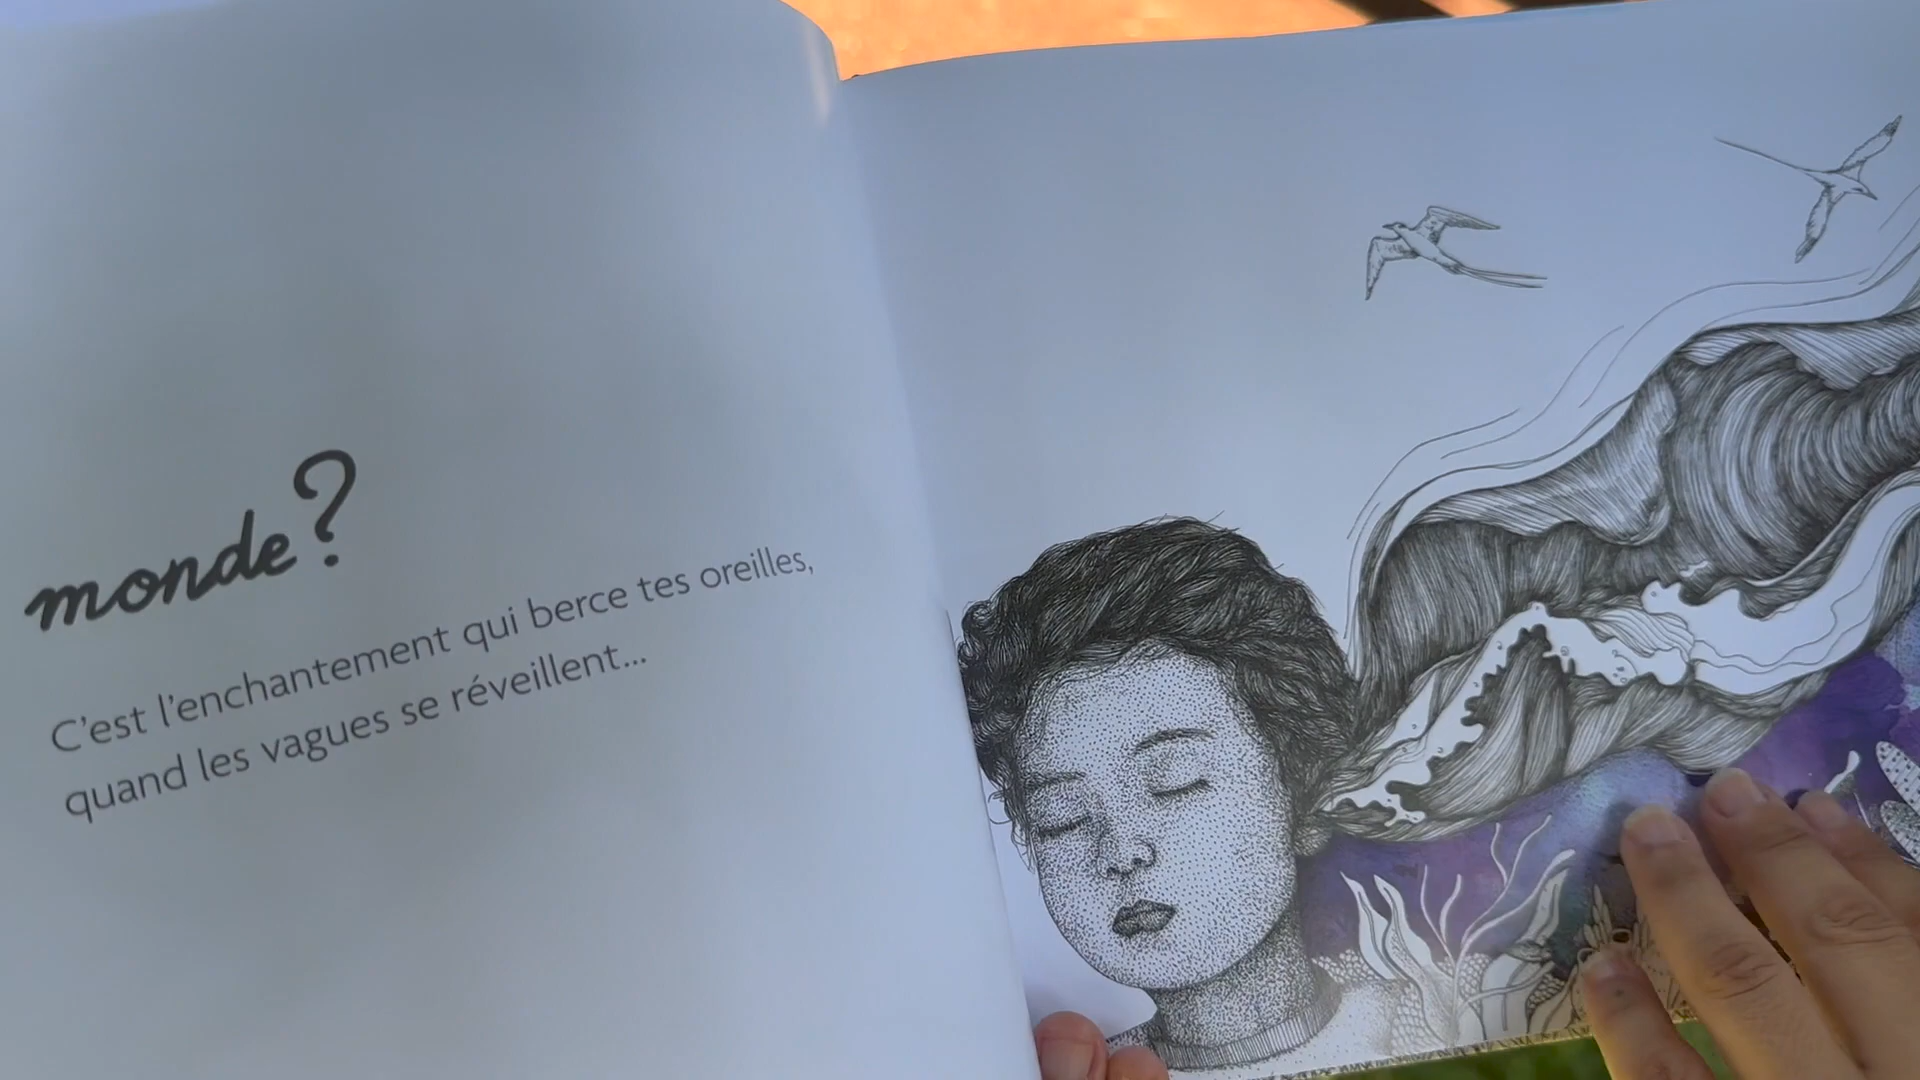 monde?
C'est l'enchantement qui berce tes oreilles,
quand les vagues se réveillent...